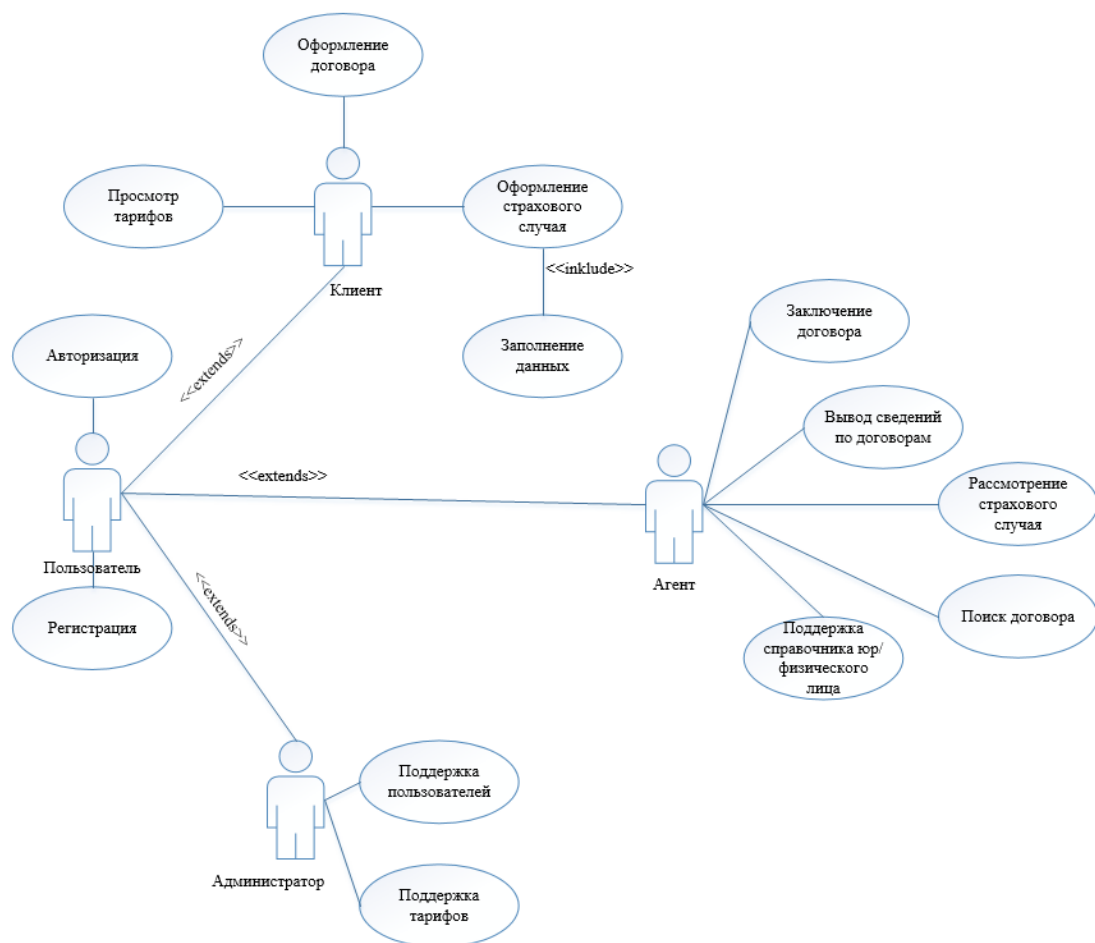 Оформление
договора
Просмотр
тарифов
Оформление
страхового
случая
Клиент
<<inklude>>
Заполнение
данных
Авторизация
<<extends>>
Пользователь
Регистрация
<<extends>>
Заключение
договора
Вывод сведений
по договорам
Рассмотрение
страхового
случая
Агент
Поиск договора
Поддержка
справочника юр/
физического
лица
<<extends>>
Администратор
Поддержка
пользователей
Поддержка
тарифов